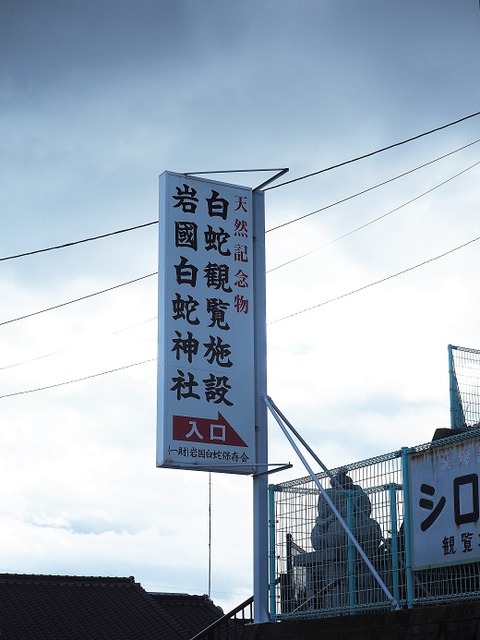 天然記念物
白蛇観覧施設
岩國白蛇神社
入口
(一財)岩国白蛇保存会
シロ
観覧